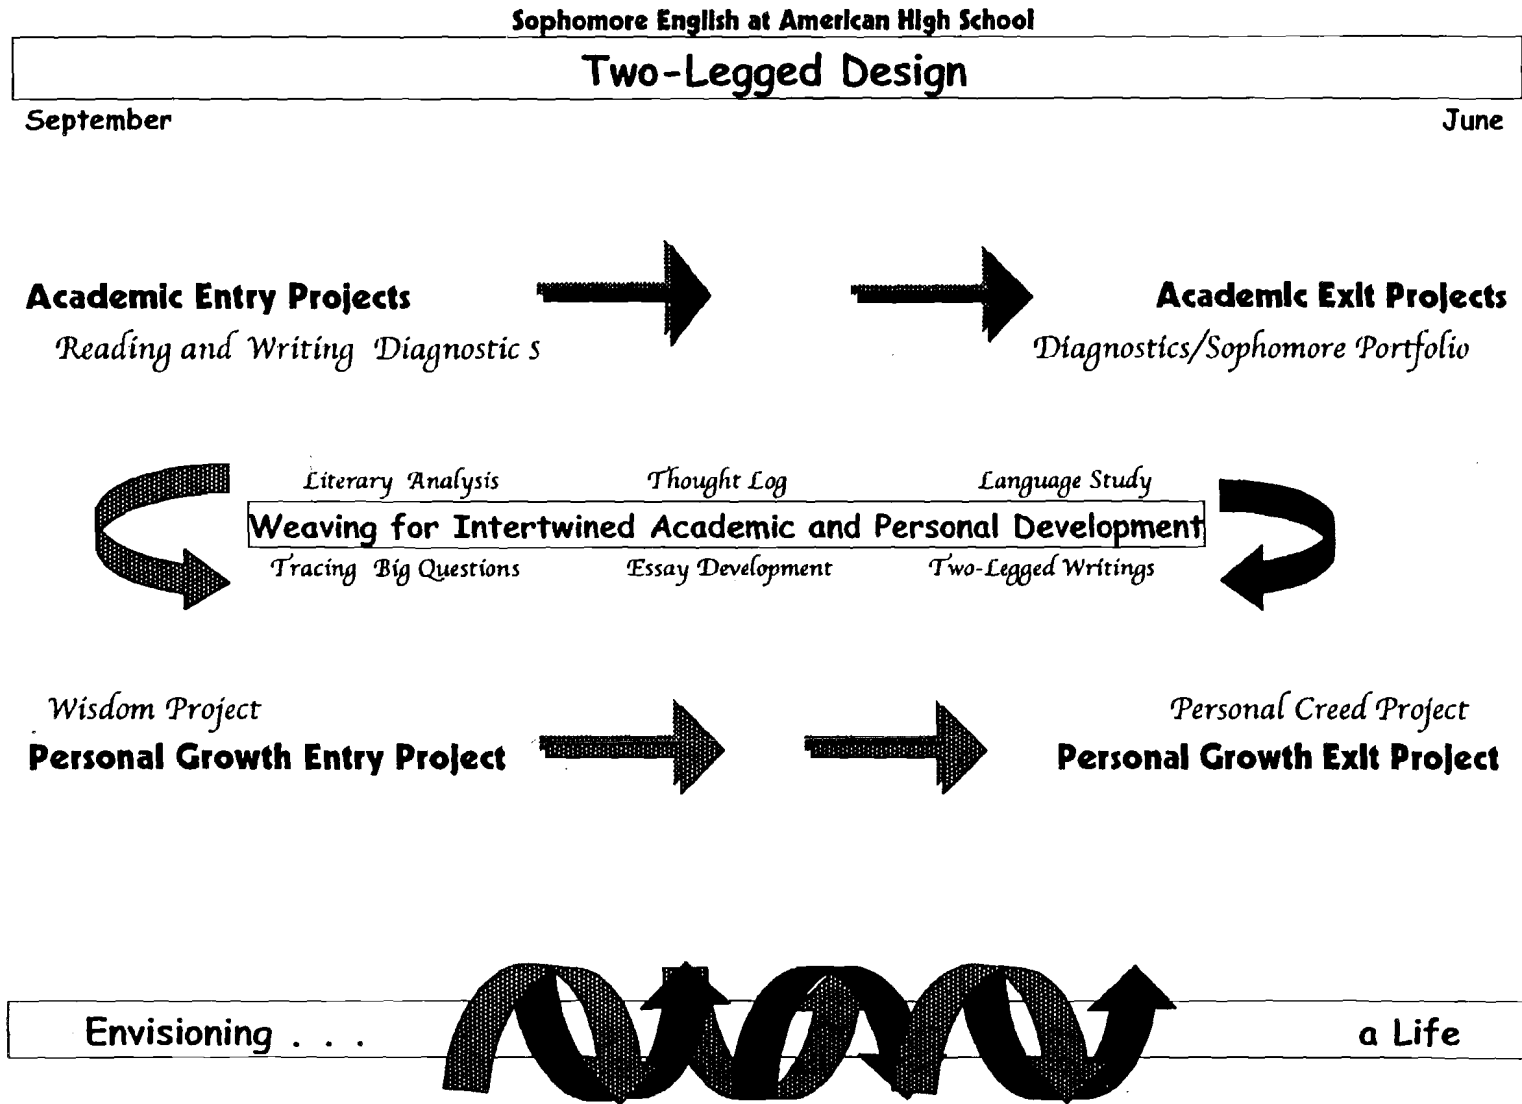 Sophomore English at American High School
Two-Legged Design
September June
Academic Entry Projects Academic Exit Projects
Reading and Writing Diagnostic s Diagnostics/Sophomore Portfolio
Literary Analysis Thought Log Language Study
Weaving for Intertwined Academic and Personal Development
Tracing Big Questions Essay Development Two-Legged Writings
Wisdom Project Personal Creed Project
Personal Growth Entry Project Personal Growth Exit Project
Envisioning . . . a Life